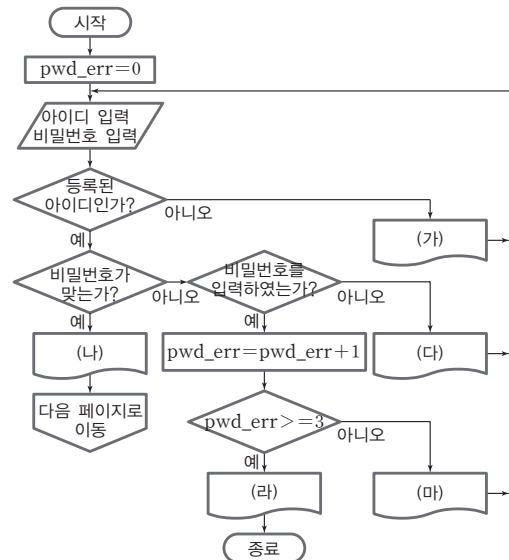 시작
pwd_err=0
아이디 입력
비밀번호 입력
등록된
아이디인가?
아니오
예
(가)
비밀번호가
맞는가?
아니오
예
비밀번호를
입력하였는가?
아니오
예
(나)
pwd_err=pwd_err+1
(다)
다음 페이지로
이동
pwd_err>=3
아니오
예
(라)
(마)
종료